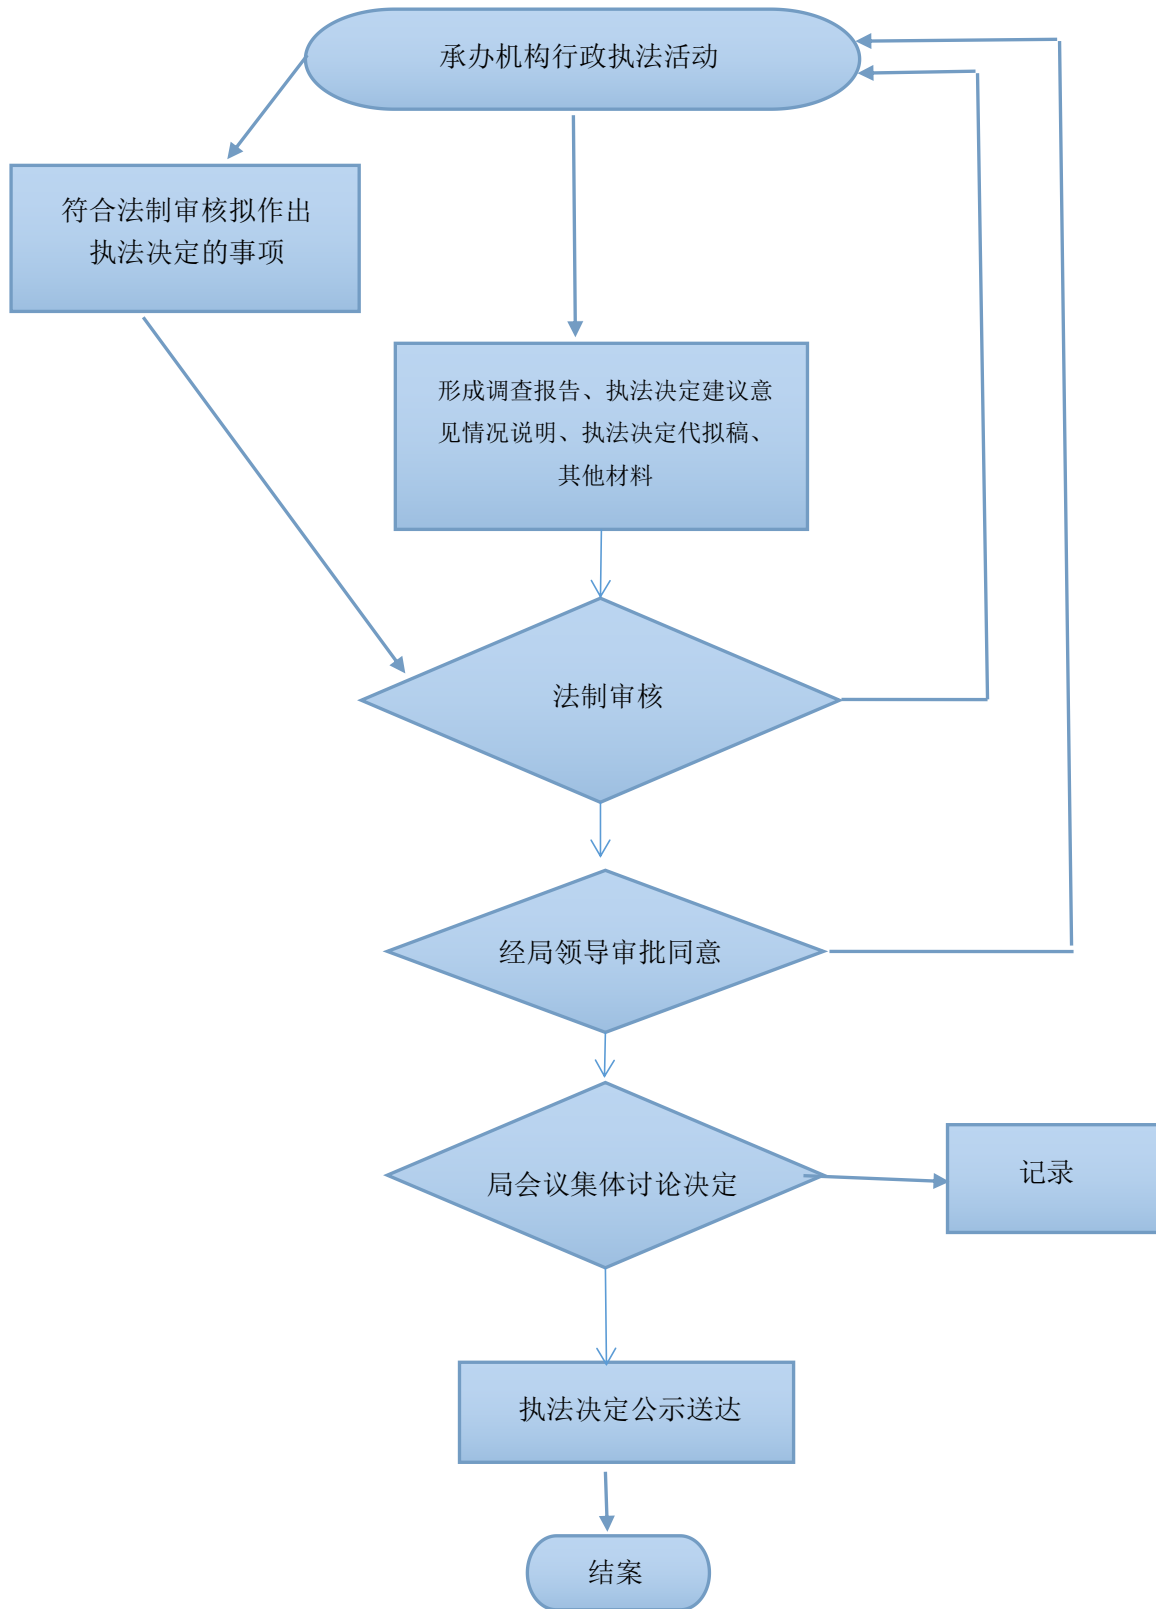 承办机构行政执法活动
符合法制审核拟作出
执法决定的事项
形成调查报告、执法决定建议意
见情况说明、执法决定代拟稿、
其他材料
法制审核
经局领导审批同意
局会议集体讨论决定
记录
执法决定公示送达
结案